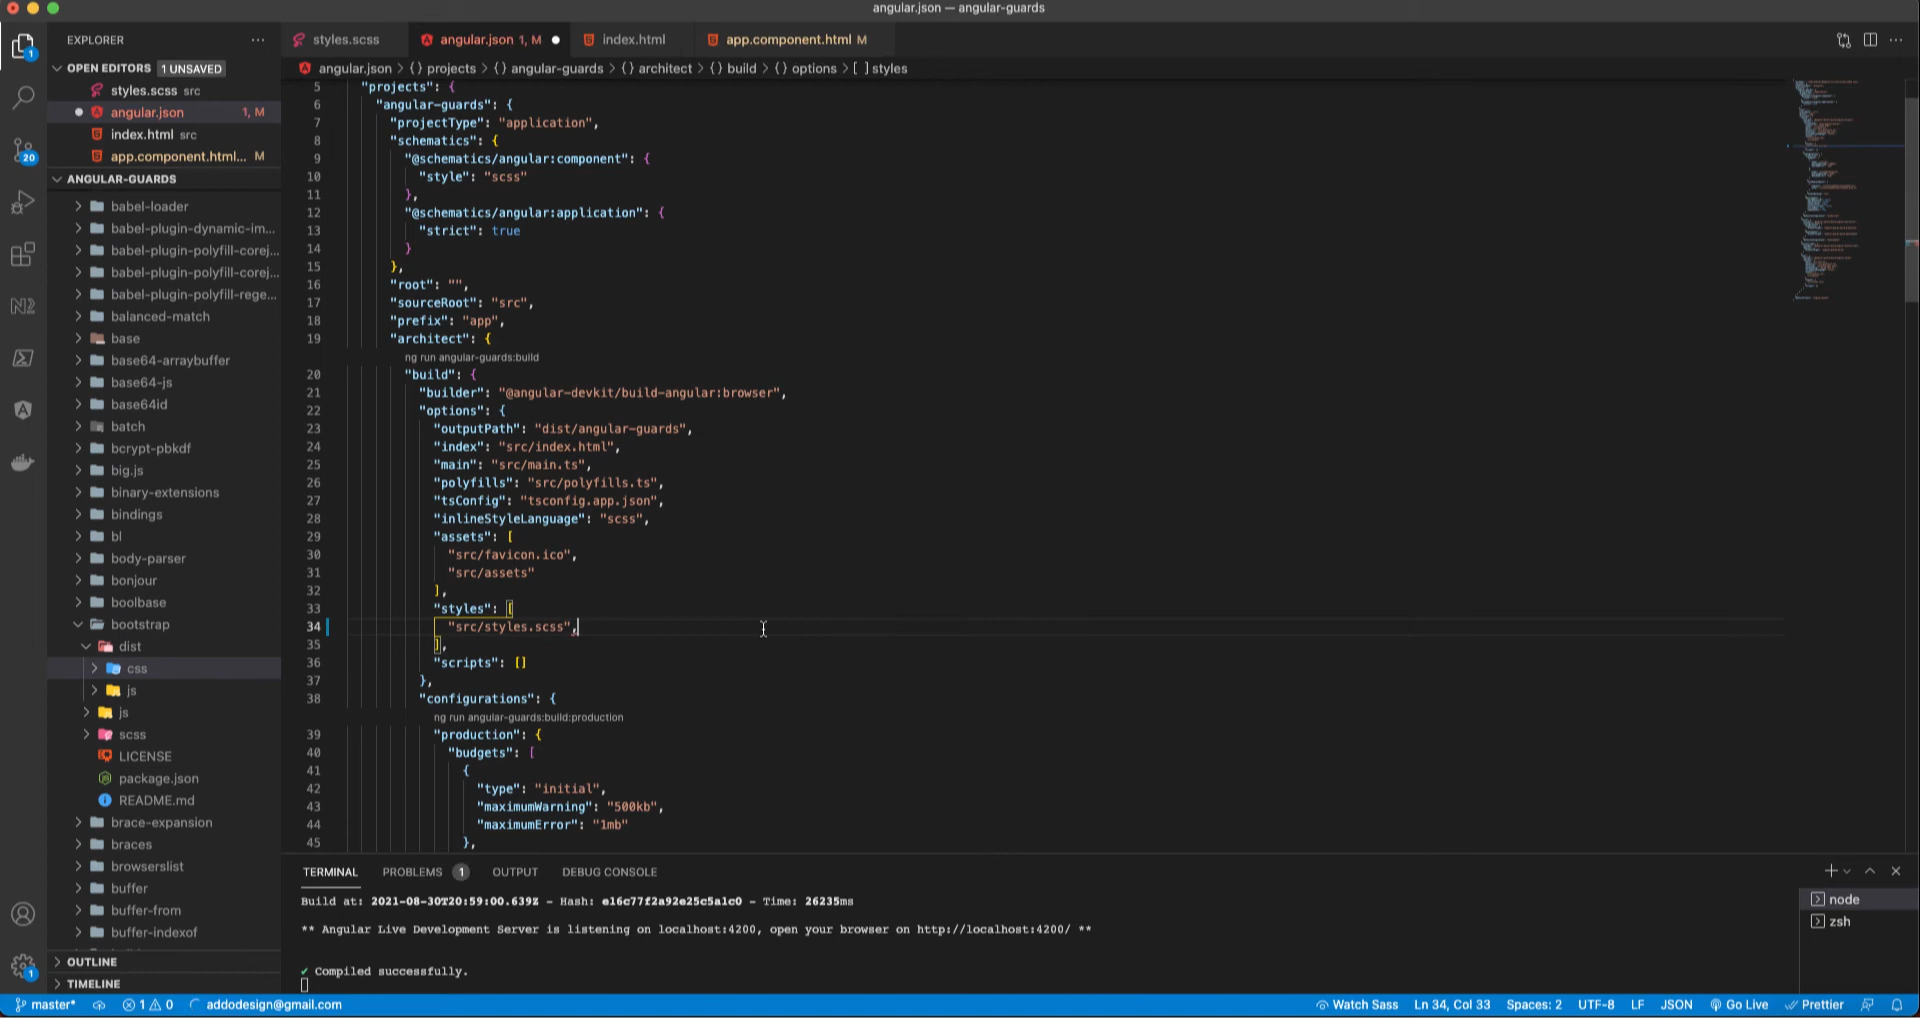 angular.json — angular-guards
EXPLORER
OPEN EDITORS 1 UNSAVED
styles.scss src
angular.json 1, M
index.html src
app.component.html... M
ANGULAR-GUARDS
babel-loader
babel-plugin-dynamic-im...
babel-plugin-polyfill-corej...
babel-plugin-polyfill-corej...
babel-plugin-polyfill-rege...
balanced-match
base
base64-arraybuffer
base64-js
base64id
batch
bcrypt-pbkdf
big.js
binary-extensions
bindings
bl
body-parser
bonjour
boolbase
bootstrap
dist
css
js
js
scss
LICENSE
package.json
README.md
brace-expansion
braces
browserslist
buffer
buffer-from
buffer-indexof
OUTLINE
TIMELINE
styles.scss angular.json 1, M index.html app.component.html M
angular.json > {} projects > {} angular-guards > {} architect > {} build > {} options > [ ] styles
5 "projects": {
6 "angular-guards": {
7 "projectType": "application",
8 "schematics": {
9 "@schematics/angular:component": {
10 "style": "scss"
11 },
12 "@schematics/angular:application": {
13 "strict": true
14 }
15 },
16 "root": "",
17 "sourceRoot": "src",
18 "prefix": "app",
19 "architect": {
ng run angular-guards:build
20 "build": {
21 "builder": "@angular-devkit/build-angular:browser",
22 "options": {
23 "outputPath": "dist/angular-guards",
24 "index": "src/index.html",
25 "main": "src/main.ts",
26 "polyfills": "src/polyfills.ts",
27 "tsConfig": "tsconfig.app.json",
28 "inlineStyleLanguage": "scss",
29 "assets": [
30 "src/favicon.ico",
31 "src/assets"
32 ],
33 "styles": [
34 "src/styles.scss",
35 ],
36 "scripts": []
37 },
38 "configurations": {
ng run angular-guards:build:production
39 "production": {
40 "budgets": [
41 {
42 "type": "initial",
43 "maximumWarning": "500kb",
44 "maximumError": "1mb"
45 },
TERMINAL PROBLEMS 1 OUTPUT DEBUG CONSOLE
Build at: 2021-08-30T20:59:00.639Z - Hash: e16c77f2a92e25c5a1c0 - Time: 26235ms
** Angular Live Development Server is listening on localhost:4200, open your browser on http://localhost:4200/ **
✔ Compiled successfully.
node
zsh
1
20
1
master* 1 0 addodesign@gmail.com Watch Sass Ln 34, Col 33 Spaces: 2 UTF-8 LF JSON Go Live Prettier